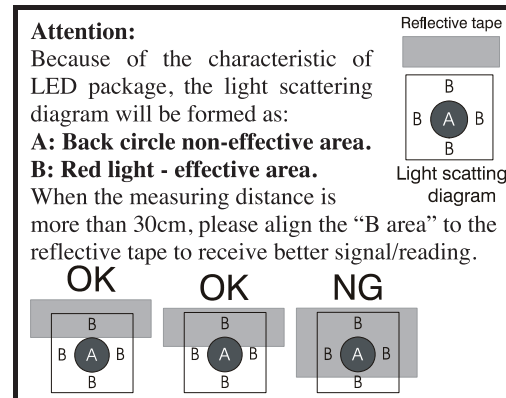 Attention:
Because of the characteristic of
LED package, the light scattering
diagram will be formed as:
A: Back circle non-effective area.
B: Red light - effective area.
When the measuring distance is
more than 30cm, please align the “B area” to the
reflective tape to receive better signal/reading.
Reflective tape
B
B A B
B
Light scatting
diagram
OK OK NG
B B B
B A B B A B B A B
B B B